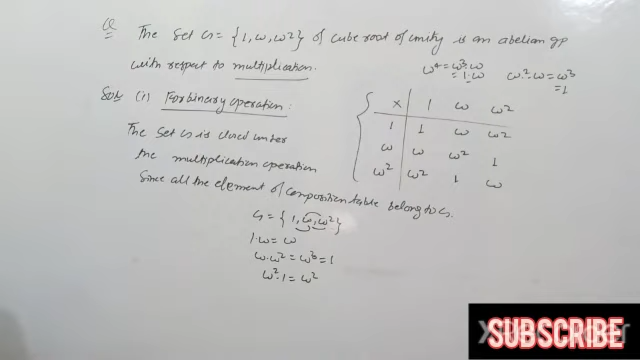 Q The set G = {1, ω, ω²} of cube root of unity is an abelian gp
with respect to multiplication.
ω⁴ = ω³·ω
= 1·ω
ω²·ω = ω³
= 1
Solⁿ (i) For binary operation:
The set G is closed under
the multiplication operation
Since all the element of composition table belong to G.
× 1 ω ω²
1 1 ω ω²
ω ω ω² 1
ω² ω² 1 ω
G = {1, ω, ω²}
1·ω = ω
ω·ω² = ω³ = 1
ω²·1 = ω²
SUBSCRIBE